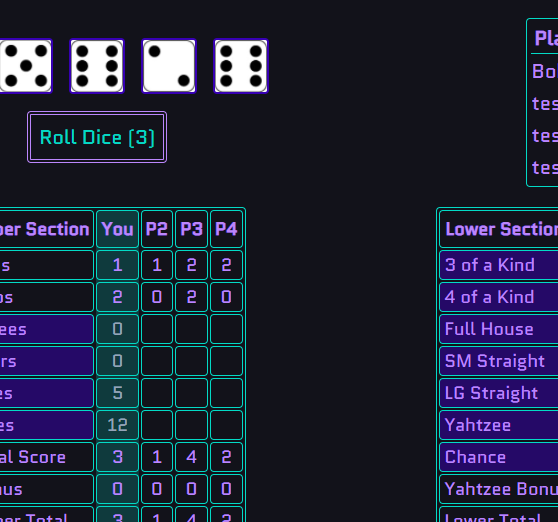 Pla
Bo
tes
tes
tes
Roll Dice (3)
per Section You P2 P3 P4
s 1 1 2 2
os 2 0 2 0
ees 0
rs 0
es 5
es 12
al Score 3 1 4 2
nus 0 0 0 0
per Total 3 1 4 2
Lower Section
3 of a Kind
4 of a Kind
Full House
SM Straight
LG Straight
Yahtzee
Chance
Yahtzee Bonu
Lower Total